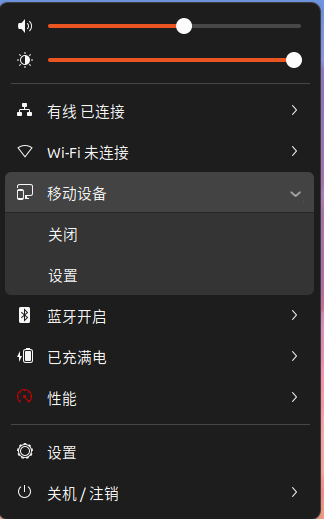 有线 已连接
Wi-Fi 未连接
移动设备
关闭
设置
蓝牙开启
已充满电
性能
设置
关机 / 注销